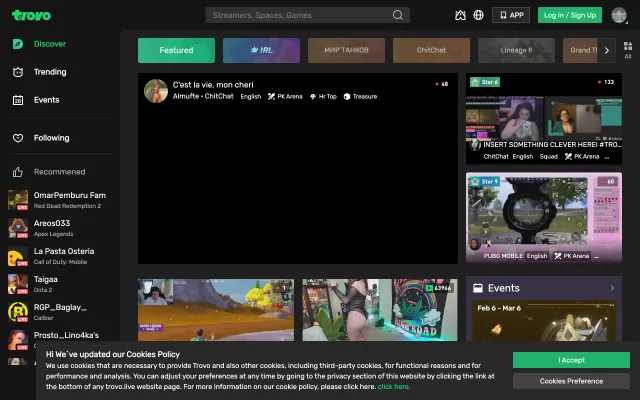 trovo
Streamers, Spaces, Games
APP
Log In / Sign Up
Discover
Trending
Events
Following
Recommened
OmarPemburu Fam
Red Dead Redemption 2
LIVE
Areos033
Apex Legends
LIVE
La Pasta Osteria
Call of Duty: Mobile
LIVE
Taigaa
Dota 2
LIVE
RGP_Baglay_
Caliber
LIVE
Prosto_Lino4ka's
LIVE
Featured
IRL
МИР ТАНКОВ
ChitChat
Lineage II
Grand T
All
C'est la vie, mon cheri
48
Almufte • ChitChat English PK Arena Hr Top Treasure
Star 6
133
INSERT SOMETHING CLEVER HERE! #TRO...
ChitChat English Squad PK Arena ...
Star 9
60
PUBG MOBILE English PK Arena ...
63966
HIGH ROAD
Events
Feb 6 - Mar 6
Hi We`ve updated our Cookies Policy
We use cookies that are necessary to provide Trovo and also other cookies, including third-party cookies, for functional reasons and for
performance and analysis. You can adjust your preferences at any time by going to the privacy section of this website by clicking the link at
the bottom of any trovo.live website page. For more information on our cookie policy, please click here. click here.
I Accept
Cookies Preference